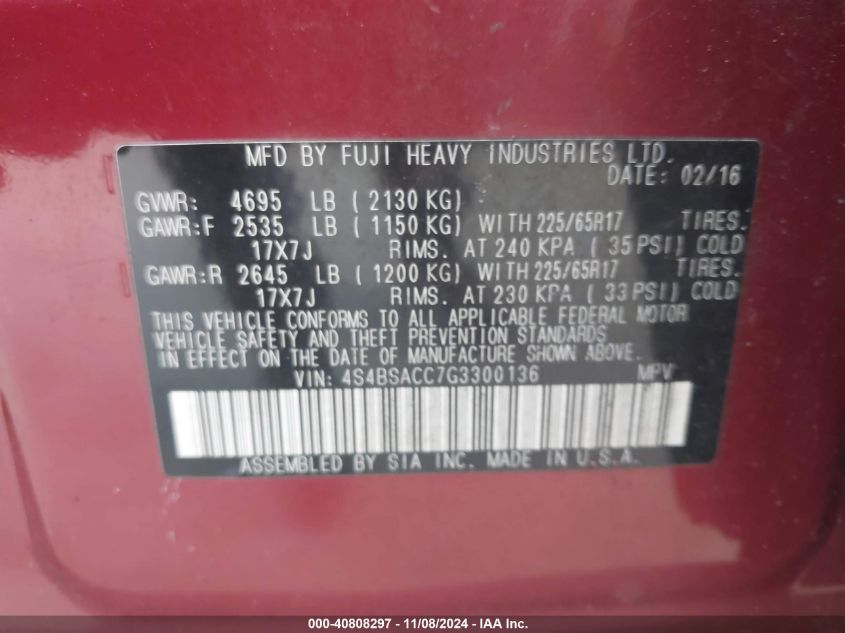 MFD BY FUJI HEAVY INDUSTRIES LTD.
DATE: 02/16
GVWR: 4695 LB ( 2130 KG)
GAWR:F 2535 LB ( 1150 KG) WITH 225/65R17 TIRES.
17X7J RIMS. AT 240 KPA ( 35 PSI) COLD
GAWR:R 2645 LB ( 1200 KG) WITH 225/65R17 TIRES.
17X7J RIMS. AT 230 KPA ( 33 PSI) COLD
THIS VEHICLE CONFORMS TO ALL APPLICABLE FEDERAL MOTOR
VEHICLE SAFETY AND THEFT PREVENTION STANDARDS
IN EFFECT ON THE DATE OF MANUFACTURE SHOWN ABOVE.
VIN: 4S4BSACC7G3300136 MPV
ASSEMBLED BY SIA INC. MADE IN U.S.A.
000-40808297 - 11/08/2024 - IAA Inc.